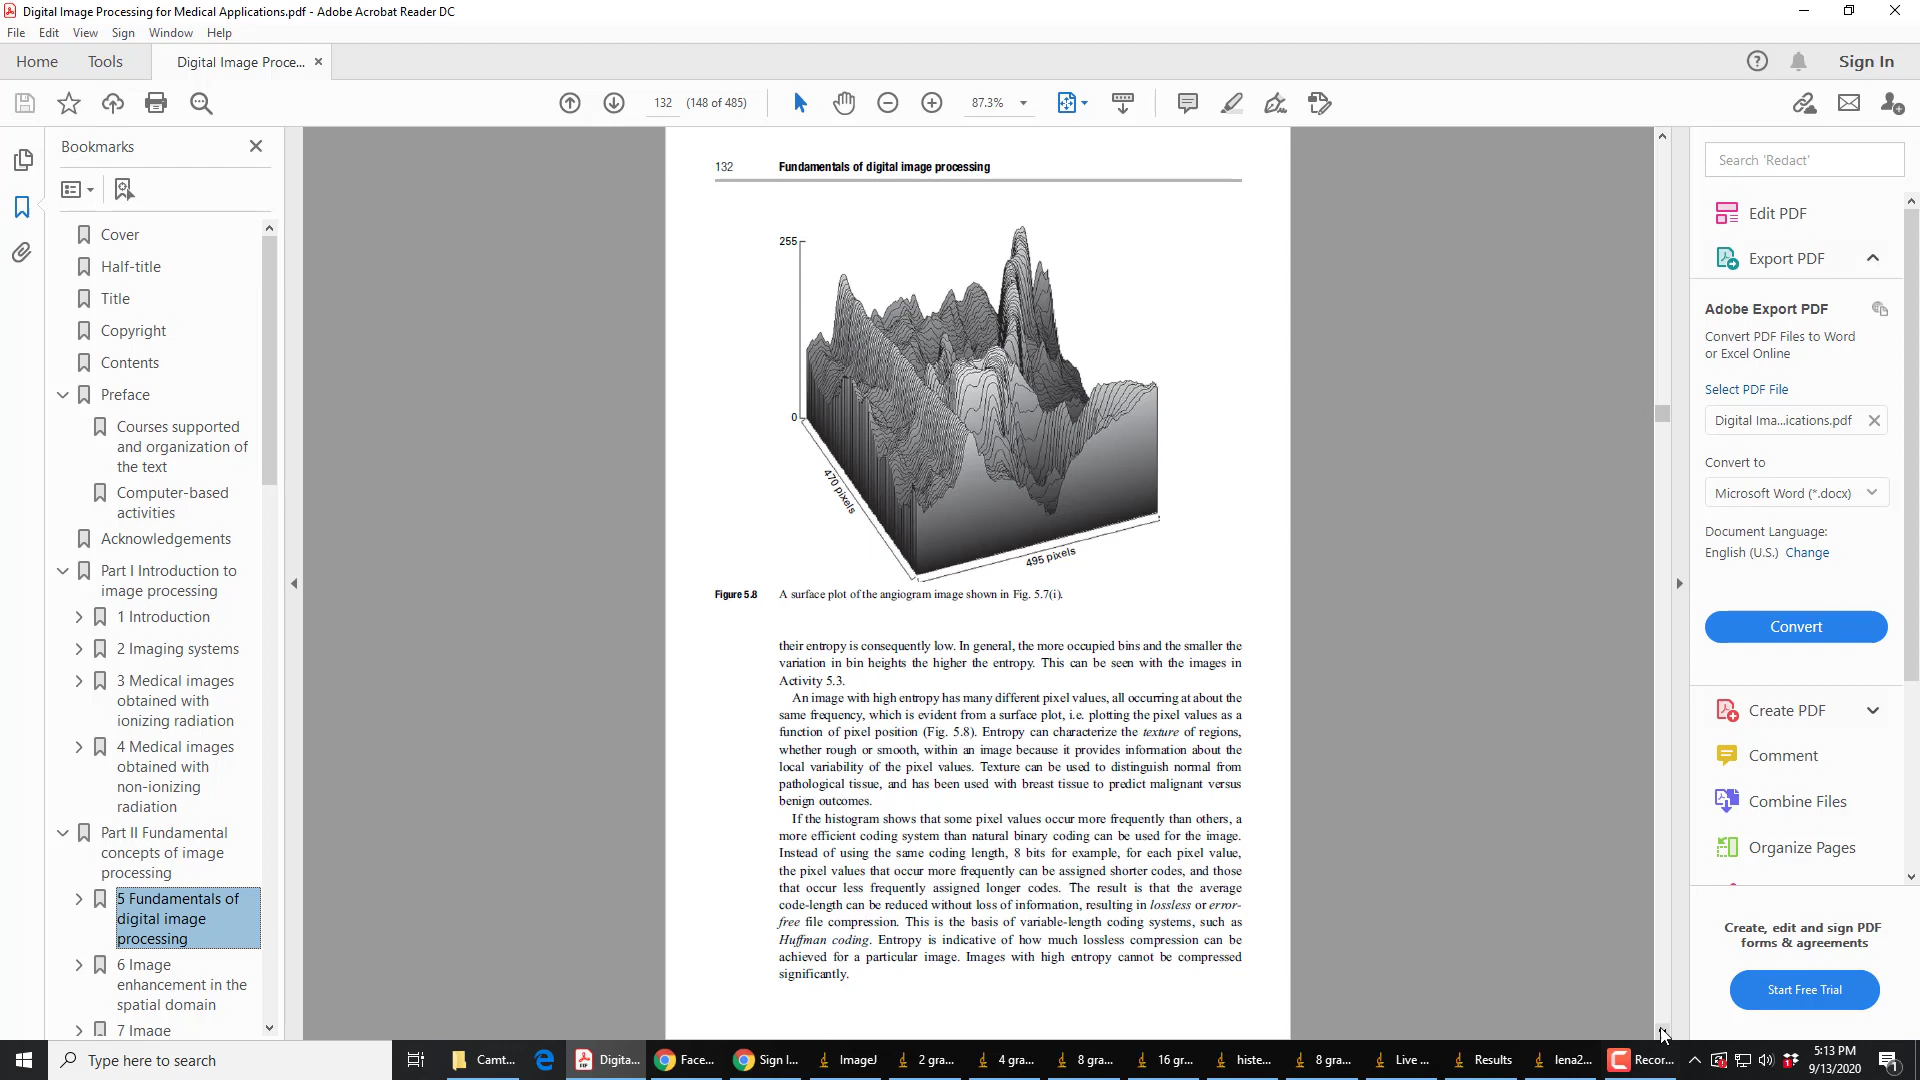 Digital Image Processing for Medical Applications.pdf - Adobe Acrobat Reader DC
File Edit View Sign Window Help
Home Tools Digital Image Proce... Sign In
132 (148 of 485) 87.3%
Bookmarks
Cover
Half-title
Title
Copyright
Contents
Preface
Courses supported
and organization of
the text
Computer-based
activities
Acknowledgements
Part I Introduction to
image processing
1 Introduction
2 Imaging systems
3 Medical images
obtained with
ionizing radiation
4 Medical images
obtained with
non-ionizing
radiation
Part II Fundamental
concepts of image
processing
5 Fundamentals of
digital image
processing
6 Image
enhancement in the
spatial domain
7 Image
132 Fundamentals of digital image processing
255
0
470 pixels
495 pixels
Figure 5.8 A surface plot of the angiogram image shown in Fig. 5.7(i).
their entropy is consequently low. In general, the more occupied bins and the smaller the
variation in bin heights the higher the entropy. This can be seen with the images in
Activity 5.3.
An image with high entropy has many different pixel values, all occurring at about the
same frequency, which is evident from a surface plot, i.e. plotting the pixel values as a
function of pixel position (Fig. 5.8). Entropy can characterize the texture of regions,
whether rough or smooth, within an image because it provides information about the
local variability of the pixel values. Texture can be used to distinguish normal from
pathological tissue, and has been used with breast tissue to predict malignant versus
benign outcomes.
If the histogram shows that some pixel values occur more frequently than others, a
more efficient coding system than natural binary coding can be used for the image.
Instead of using the same coding length, 8 bits for example, for each pixel value,
the pixel values that occur more frequently can be assigned shorter codes, and those
that occur less frequently assigned longer codes. The result is that the average
code-length can be reduced without loss of information, resulting in lossless or error-
free file compression. This is the basis of variable-length coding systems, such as
Huffman coding. Entropy is indicative of how much lossless compression can be
achieved for a particular image. Images with high entropy cannot be compressed
significantly.
Search 'Redact'
Edit PDF
Export PDF
Adobe Export PDF
Convert PDF Files to Word
or Excel Online
Select PDF File
Digital Ima...ications.pdf
Convert to
Microsoft Word (*.docx)
Document Language:
English (U.S.) Change
Convert
Create PDF
Comment
Combine Files
Organize Pages
Create, edit and sign PDF
forms & agreements
Start Free Trial
Type here to search Camt... Digita... Face... Sign I... ImageJ 2 gra... 4 gra... 8 gra... 16 gr... histe... 8 gra... Live ... Results lena2... Recor...
5:13 PM
9/13/2020
1